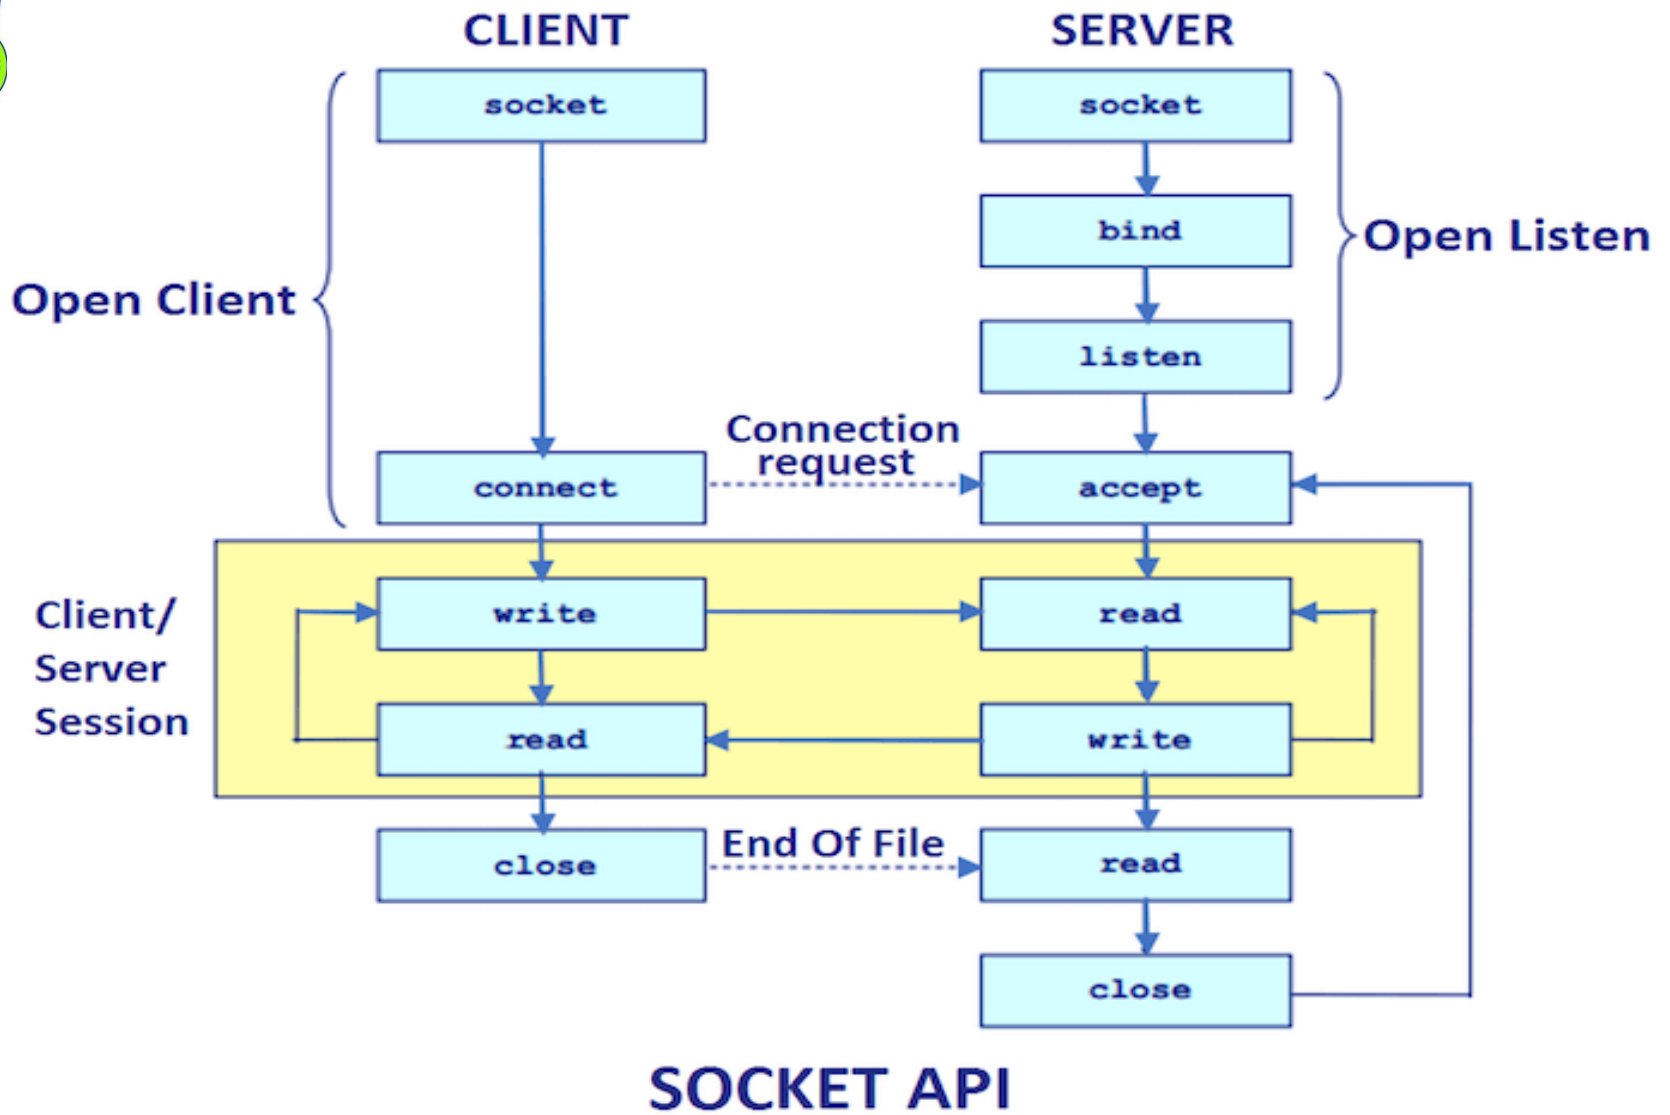 CLIENT
SERVER
socket
socket
bind
Open Listen
Open Client
listen
Connection
request
connect
accept
Client/
Server
Session
write
read
read
write
close
End Of File
read
close
SOCKET API